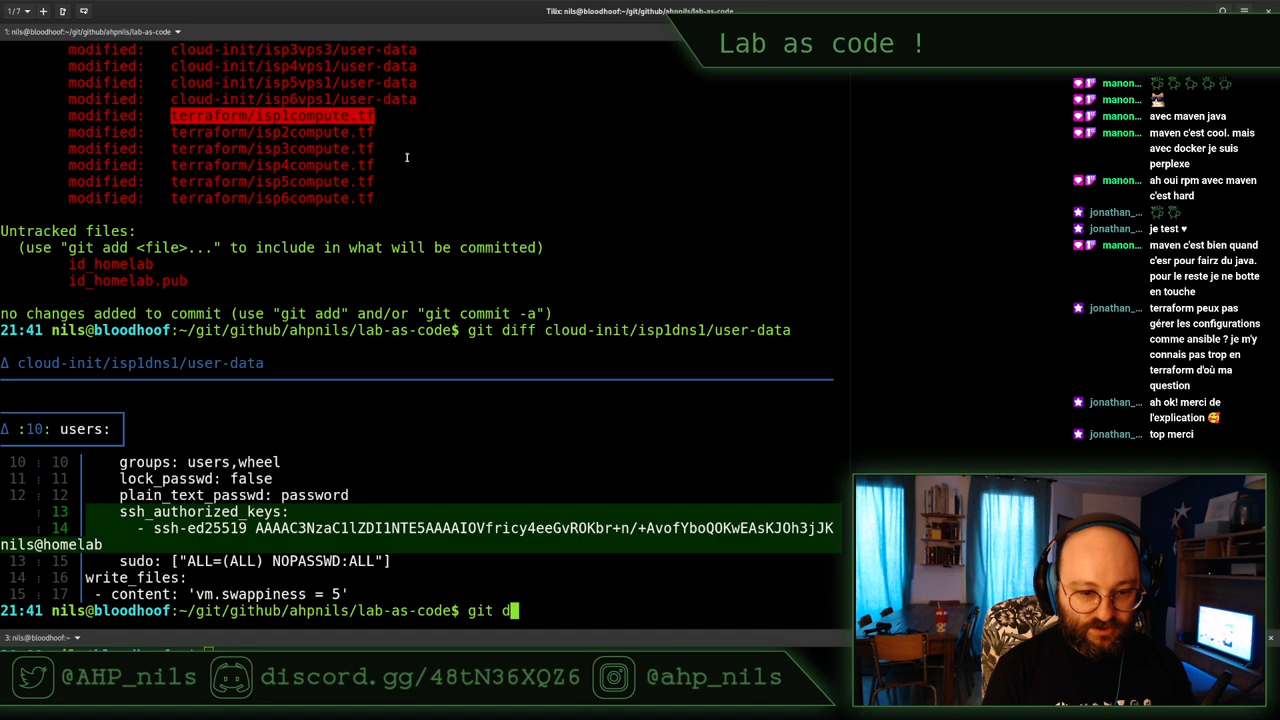 1/7
Tilix: nils@bloodhoof:~/git/github/ahpnils/lab-as-code
1: nils@bloodhoof:~/git/github/ahpnils/lab-as-code
Lab as code !
modified:   cloud-init/isp3vps3/user-data
modified:   cloud-init/isp4vps1/user-data
modified:   cloud-init/isp5vps1/user-data
modified:   cloud-init/isp6vps1/user-data
modified:   terraform/isp1compute.tf
modified:   terraform/isp2compute.tf
modified:   terraform/isp3compute.tf
modified:   terraform/isp4compute.tf
modified:   terraform/isp5compute.tf
modified:   terraform/isp6compute.tf
Untracked files:
(use "git add <file>..." to include in what will be committed)
id_homelab
id_homelab.pub
no changes added to commit (use "git add" and/or "git commit -a")
21:41 nils@bloodhoof:~/git/github/ahpnils/lab-as-code$ git diff cloud-init/isp1dns1/user-data
Δ cloud-init/isp1dns1/user-data
Δ :10: users:
10 ⋮ 10 │    groups: users,wheel
11 ⋮ 11 │    lock_passwd: false
12 ⋮ 12 │    plain_text_passwd: password
⋮ 13 │    ssh_authorized_keys:
⋮ 14 │      - ssh-ed25519 AAAAC3NzaC1lZDI1NTE5AAAAIOVfricy4eeGvROKbr+n/+AvofYboQOKwEAsKJOh3jJK
nils@homelab
13 ⋮ 15 │    sudo: ["ALL=(ALL) NOPASSWD:ALL"]
14 ⋮ 16 │write_files:
15 ⋮ 17 │ - content: 'vm.swappiness = 5'
21:41 nils@bloodhoof:~/git/github/ahpnils/lab-as-code$ git d
3: nils@bloodhoof:~
manon...
manon...
manon... avec maven java
manon... maven c'est cool. mais
avec docker je suis
perplexe
manon... ah oui rpm avec maven
c'est hard
jonathan_...
jonathan_... je test ♥
manon... maven c'est bien quand
c'esr pour fairz du java.
pour le reste je ne botte
en touche
jonathan_... terraform peux pas
gérer les configurations
comme ansible ? je m'y
connais pas trop en
terraform d'où ma
question
jonathan_... ah ok! merci de
l'explication 🥰
jonathan_... top merci
@AHP_nils
discord.gg/48tN36XQZ6
@ahp_nils